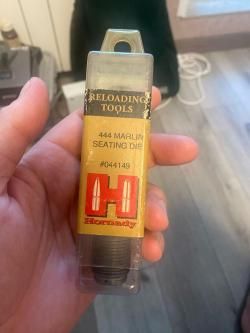 RELOADING
TOOLS
444 MARLIN
SEATING DIE
#044149
H
Hornady